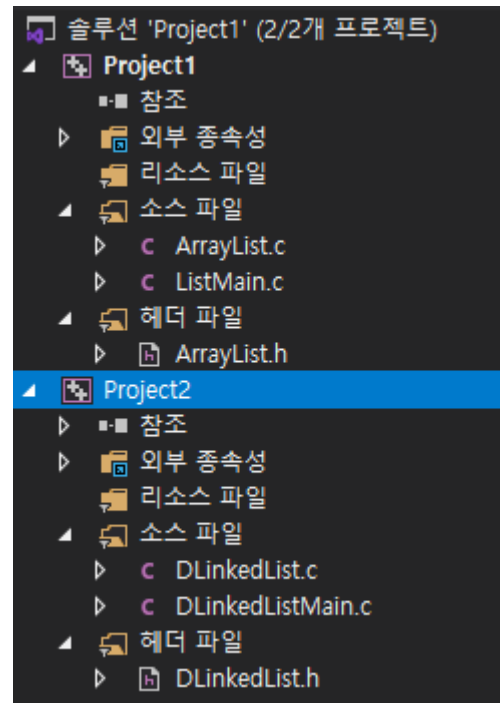 솔루션 'Project1' (2/2개 프로젝트)
Project1
참조
외부 종속성
리소스 파일
소스 파일
C ArrayList.c
C ListMain.c
헤더 파일
h ArrayList.h
Project2
참조
외부 종속성
리소스 파일
소스 파일
C DLinkedList.c
C DLinkedListMain.c
헤더 파일
h DLinkedList.h